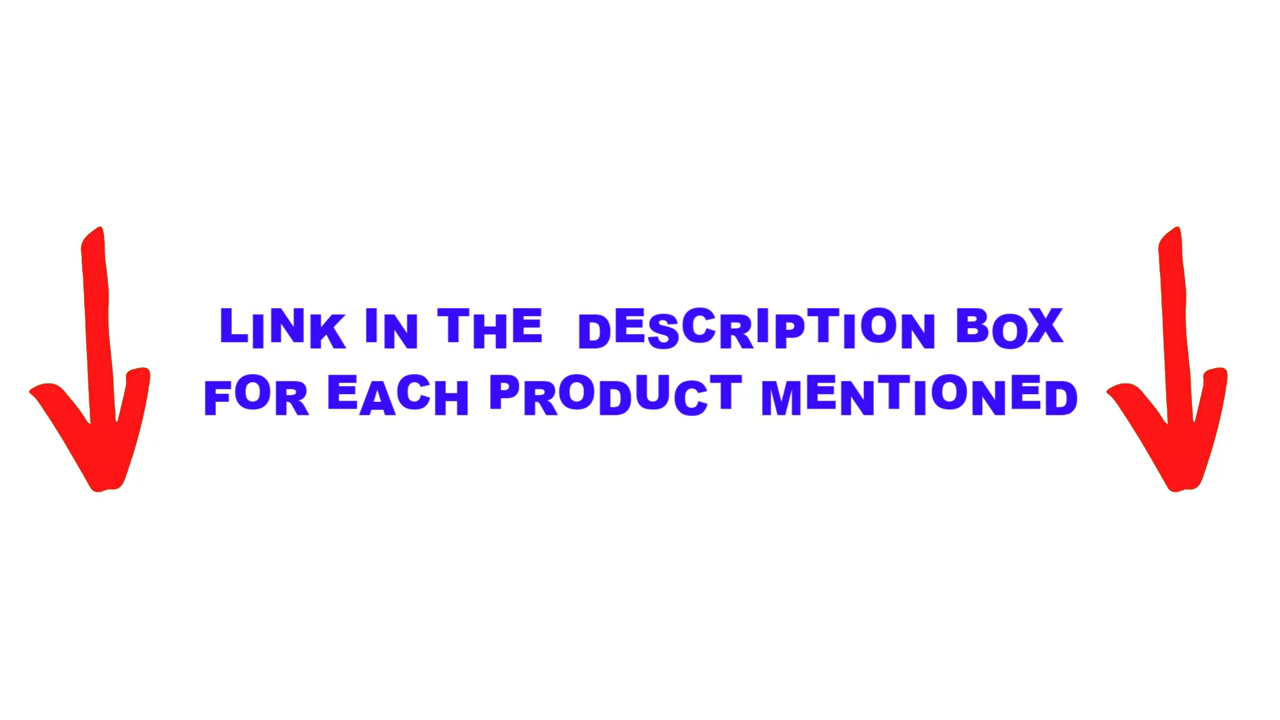 LINK IN THE  DESCRIPTION BOX
FOR EACH PRODUCT MENTIONED